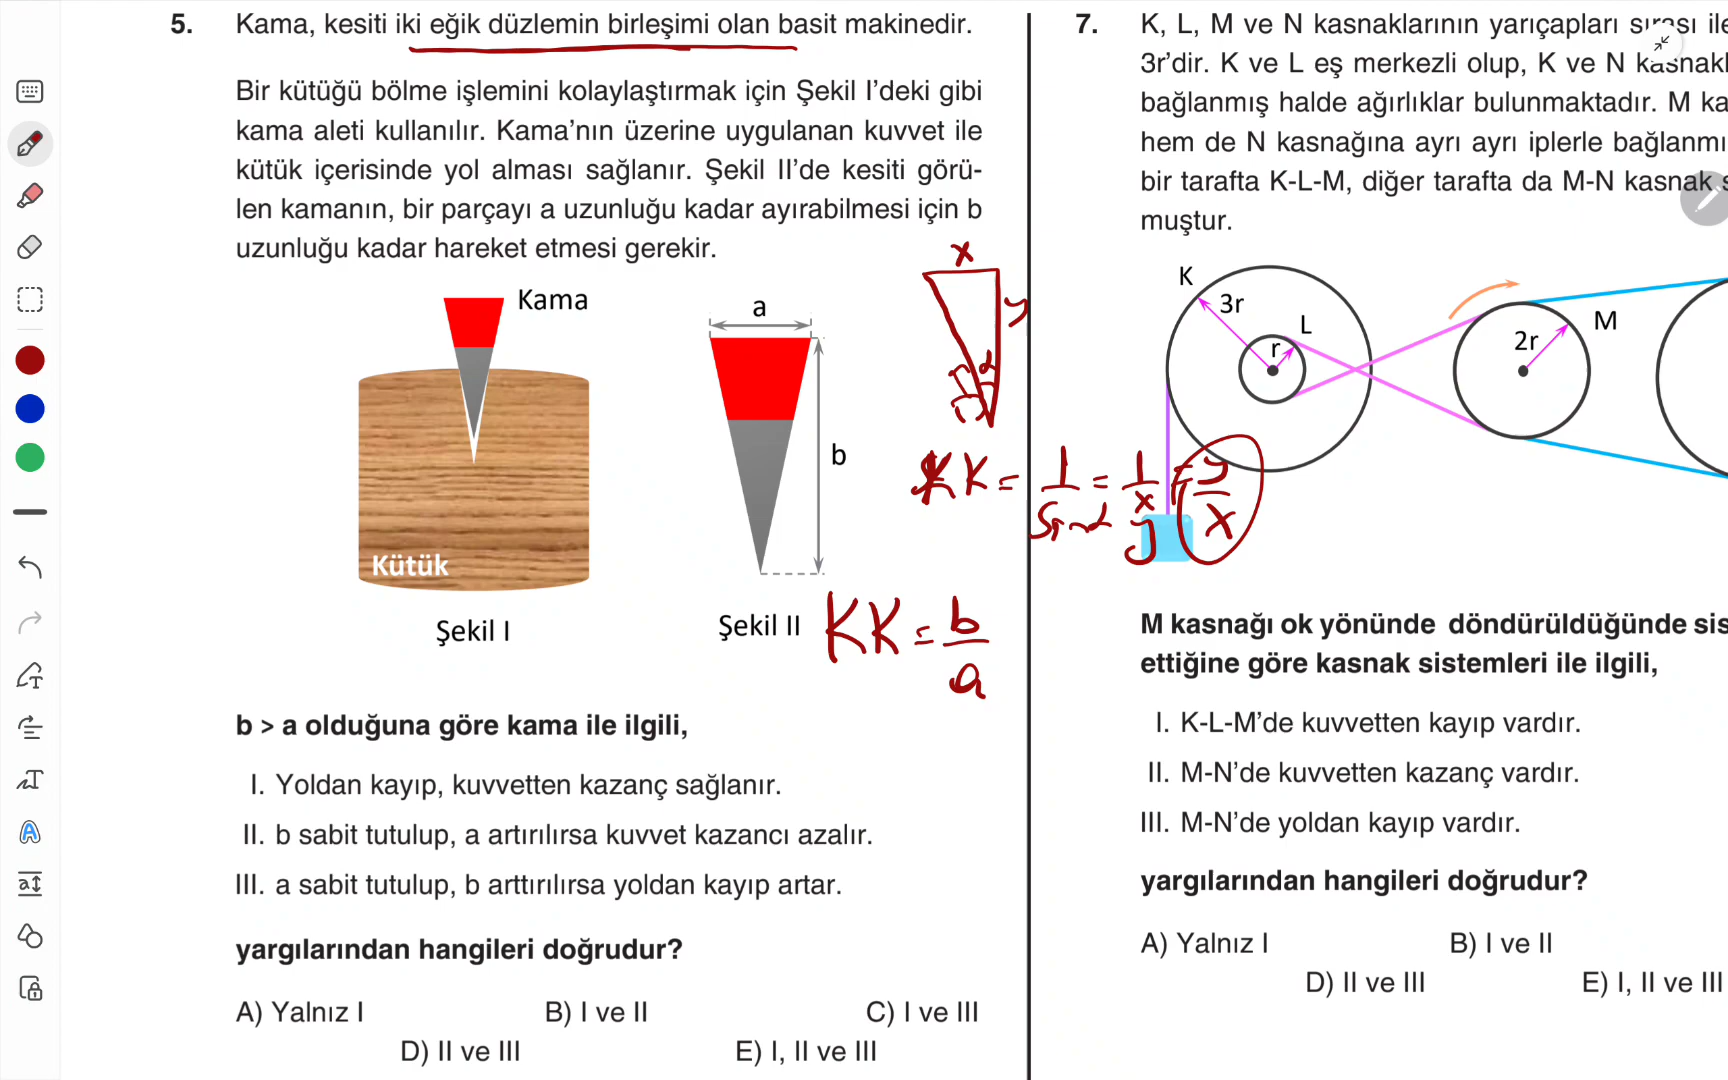 5. Kama, kesiti iki eğik düzlemin birleşimi olan basit makinedir.
Bir kütüğü bölme işlemini kolaylaştırmak için Şekil I’deki gibi
kama aleti kullanılır. Kama’nın üzerine uygulanan kuvvet ile
kütük içerisinde yol alması sağlanır. Şekil II’de kesiti görü-
len kamanın, bir parçayı a uzunluğu kadar ayırabilmesi için b
uzunluğu kadar hareket etmesi gerekir.
Kama
a
b
Kütük
Şekil I
Şekil II
x
y
α
KK = 1/sinα = 1/x/y = y/x
KK = b/a
b > a olduğuna göre kama ile ilgili,
I. Yoldan kayıp, kuvvetten kazanç sağlanır.
II. b sabit tutulup, a artırılırsa kuvvet kazancı azalır.
III. a sabit tutulup, b arttırılırsa yoldan kayıp artar.
yargılarından hangileri doğrudur?
A) Yalnız I B) I ve II C) I ve III
D) II ve III E) I, II ve III
7. K, L, M ve N kasnaklarının yarıçapları
3r’dir. K ve L eş merkezli olup, K ve N
bağlanmış halde ağırlıklar bulunmaktadır. M
hem de N kasnağına ayrı ayrı iplerle
bir tarafta K-L-M, diğer tarafta da M-N kasnak
muştur.
K
3r
L
r
2r
M
M kasnağı ok yönünde döndürüldüğünde
ettiğine göre kasnak sistemleri ile ilgili,
I. K-L-M’de kuvvetten kayıp vardır.
II. M-N’de kuvvetten kazanç vardır.
III. M-N’de yoldan kayıp vardır.
yargılarından hangileri doğrudur?
A) Yalnız I B) I ve II
D) II ve III E) I, II ve III